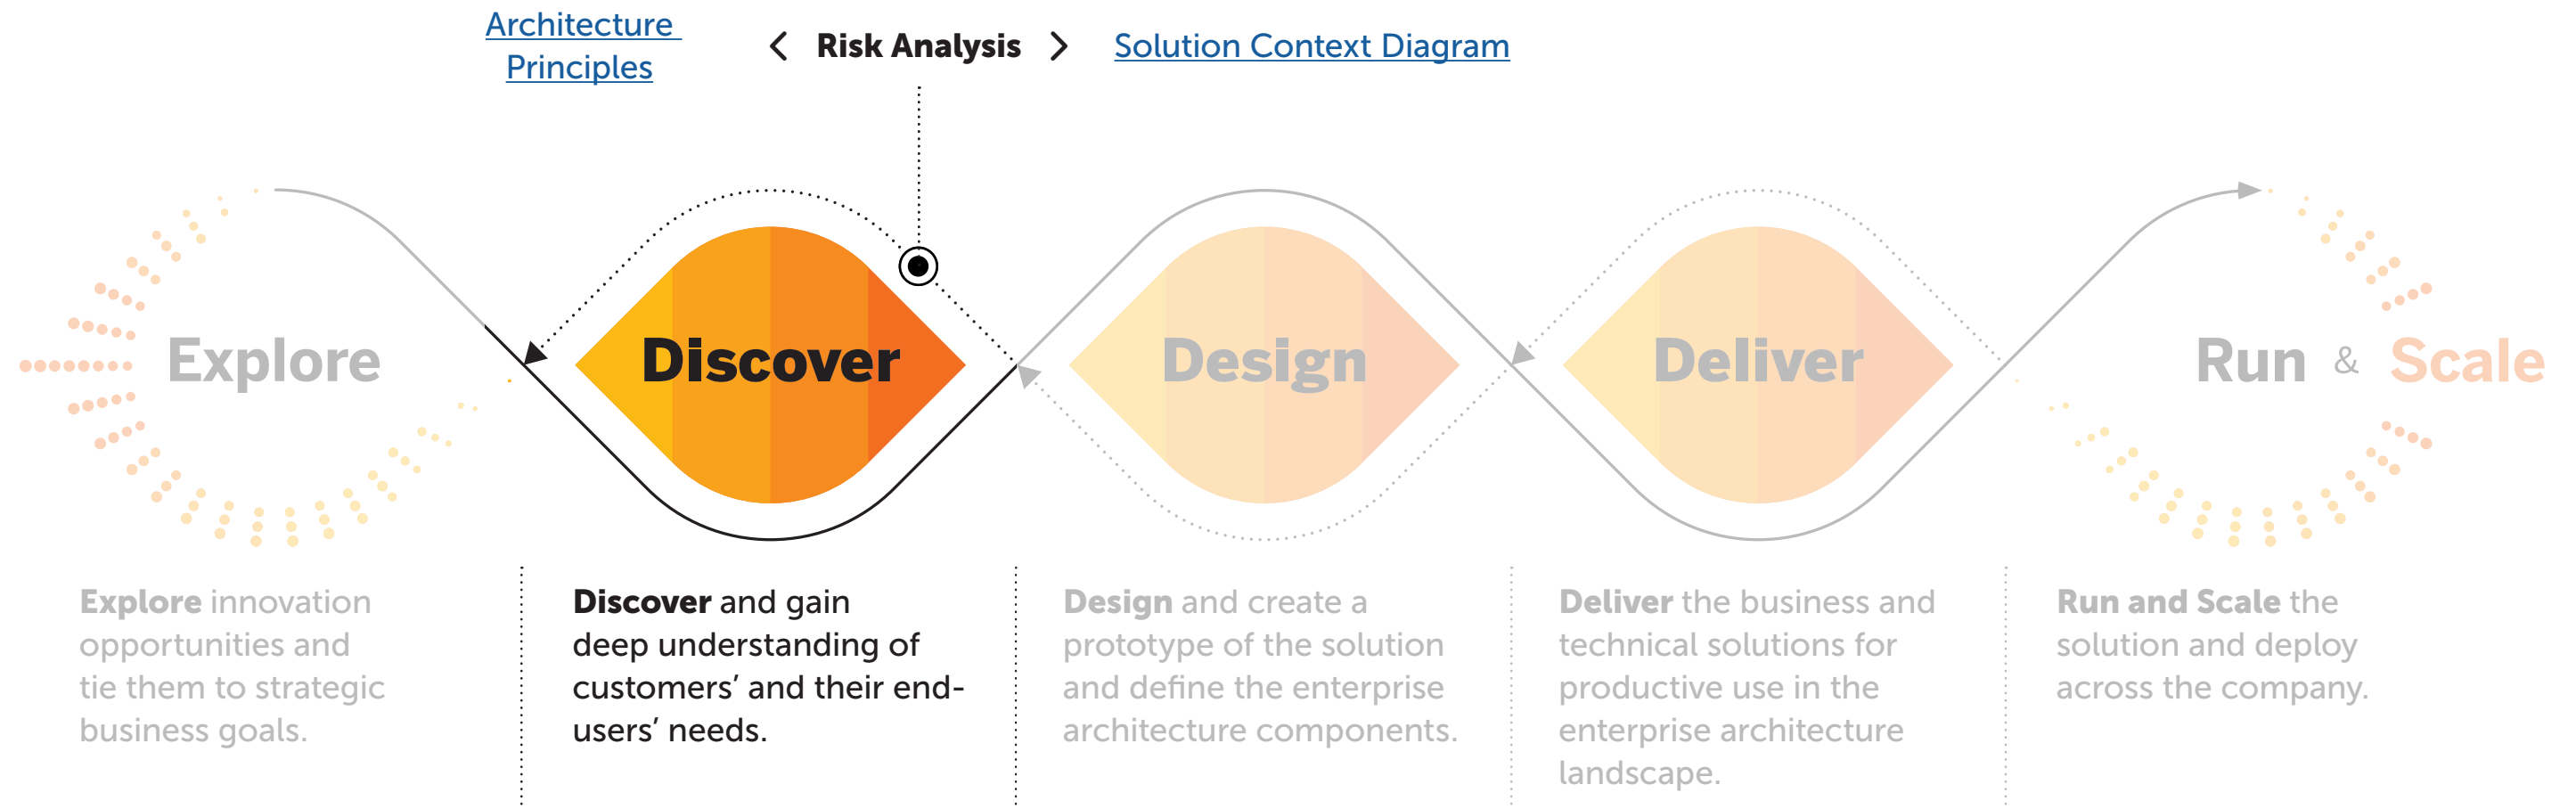 Architecture
Principles
< Risk Analysis >
Solution Context Diagram
Explore
Discover
Design
Deliver
Run & Scale
Explore innovation
opportunities and
tie them to strategic
business goals.
Discover and gain
deep understanding of
customers’ and their end-
users’ needs.
Design and create a
prototype of the solution
and define the enterprise
architecture components.
Deliver the business and
technical solutions for
productive use in the
enterprise architecture
landscape.
Run and Scale the
solution and deploy
across the company.